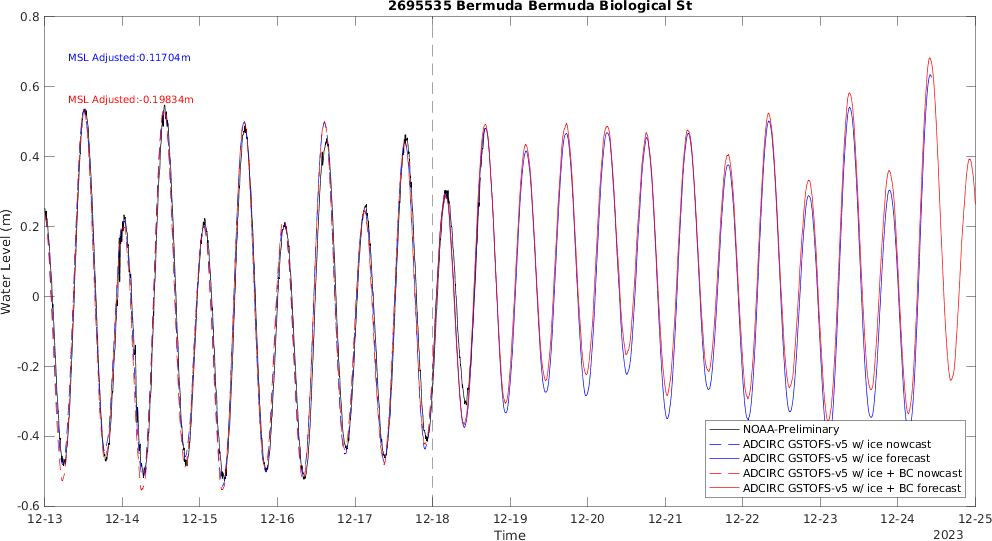 2695535 Bermuda Bermuda Biological St
0.8
MSL Adjusted:0.11704m
0.6
MSL Adjusted:-0.19834m
0.4
0.2
Water Level (m)
0
-0.2
-0.4
NOAA-Preliminary
ADCIRC GSTOFS-v5 w/ ice nowcast
ADCIRC GSTOFS-v5 w/ ice forecast
ADCIRC GSTOFS-v5 w/ ice + BC nowcast
ADCIRC GSTOFS-v5 w/ ice + BC forecast
-0.6
12-13 12-14 12-15 12-16 12-17 12-18 12-19 12-20 12-21 12-22 12-23 12-24 12-25
Time
2023